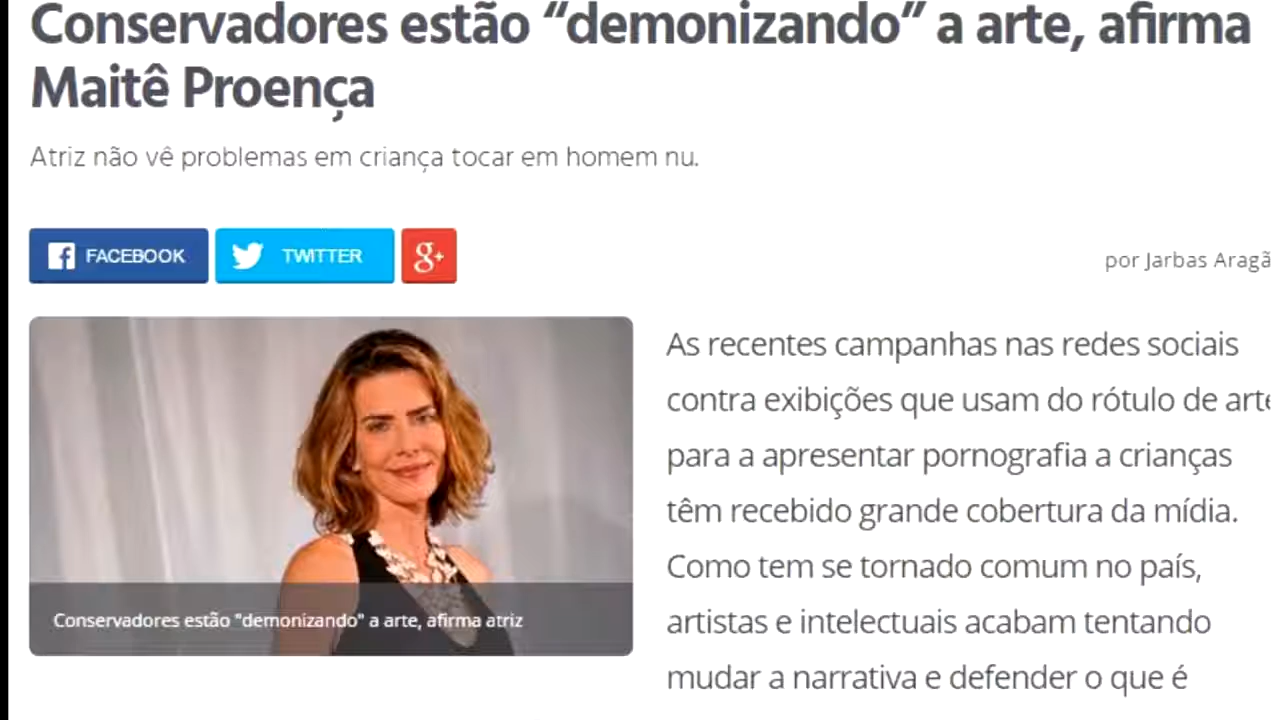 Conservadores estão “demonizando” a arte, afirma
Maitê Proença
Atriz não vê problemas em criança tocar em homem nu.
FACEBOOK
TWITTER
g+
por Jarbas Aragã
As recentes campanhas nas redes sociais
contra exibições que usam do rótulo de arte
para a apresentar pornografia a crianças
têm recebido grande cobertura da mídia.
Como tem se tornado comum no país,
artistas e intelectuais acabam tentando
mudar a narrativa e defender o que é
Conservadores estão "demonizando" a arte, afirma atriz